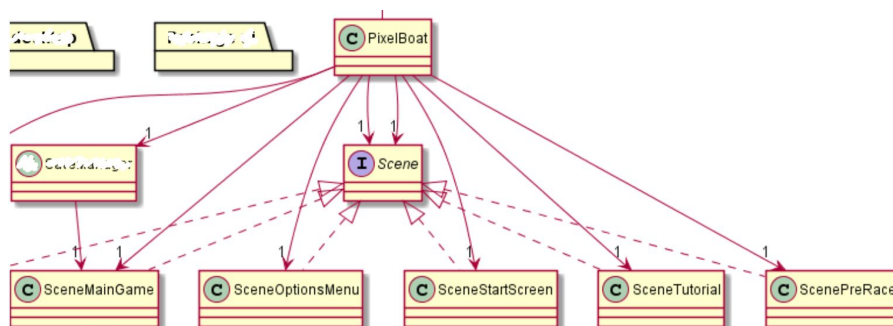 C PixelBoat
1
1 1
I Scene
1 1 1 1 1 1
C SceneMainGame
C SceneOptionsMenu
C SceneStartScreen
C SceneTutorial
C ScenePreRace